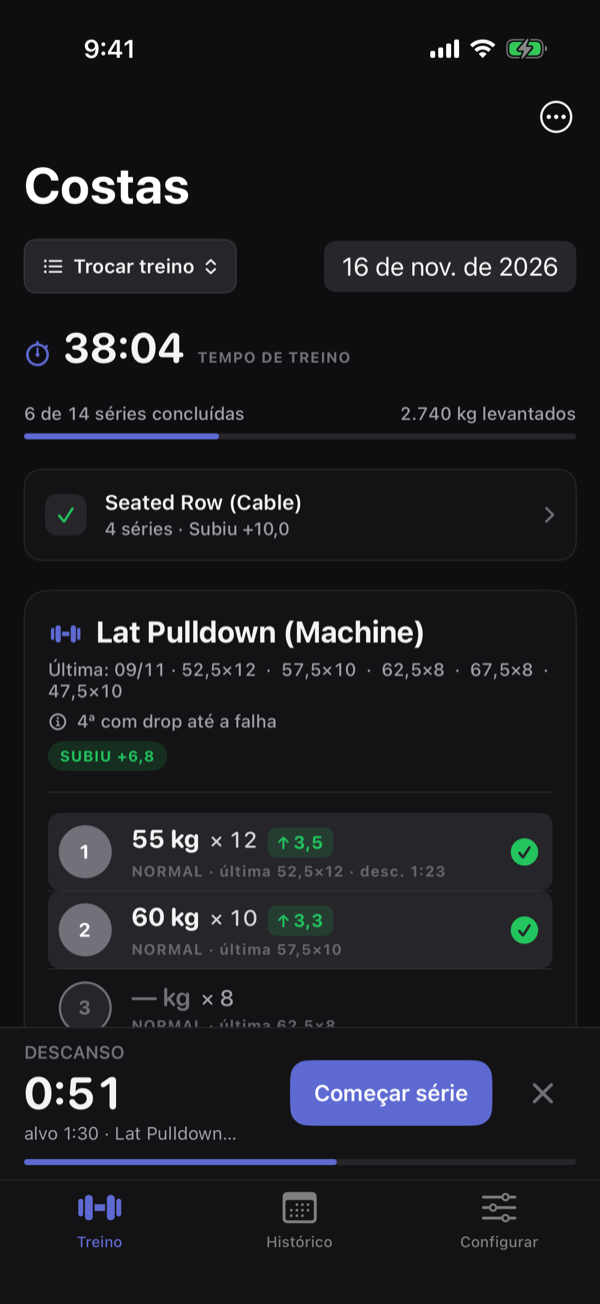 9:41
Costas
Trocar treino
16 de nov. de 2026
38:04 TEMPO DE TREINO
6 de 14 séries concluídas
2.740 kg levantados
Seated Row (Cable)
4 séries · Subiu +10,0
Lat Pulldown (Machine)
Última: 09/11 · 52,5×12 · 57,5×10 · 62,5×8 · 67,5×8 ·
47,5×10
4ª com drop até a falha
SUBIU +6,8
1
55 kg × 12 ↑3,5
NORMAL · última 52,5×12 · desc. 1:23
2
60 kg × 10 ↑3,3
NORMAL · última 57,5×10
3
— kg × 8
NORMAL · última 62,5×8
DESCANSO
0:51
alvo 1:30 · Lat Pulldown...
Começar série
Treino
Histórico
Configurar